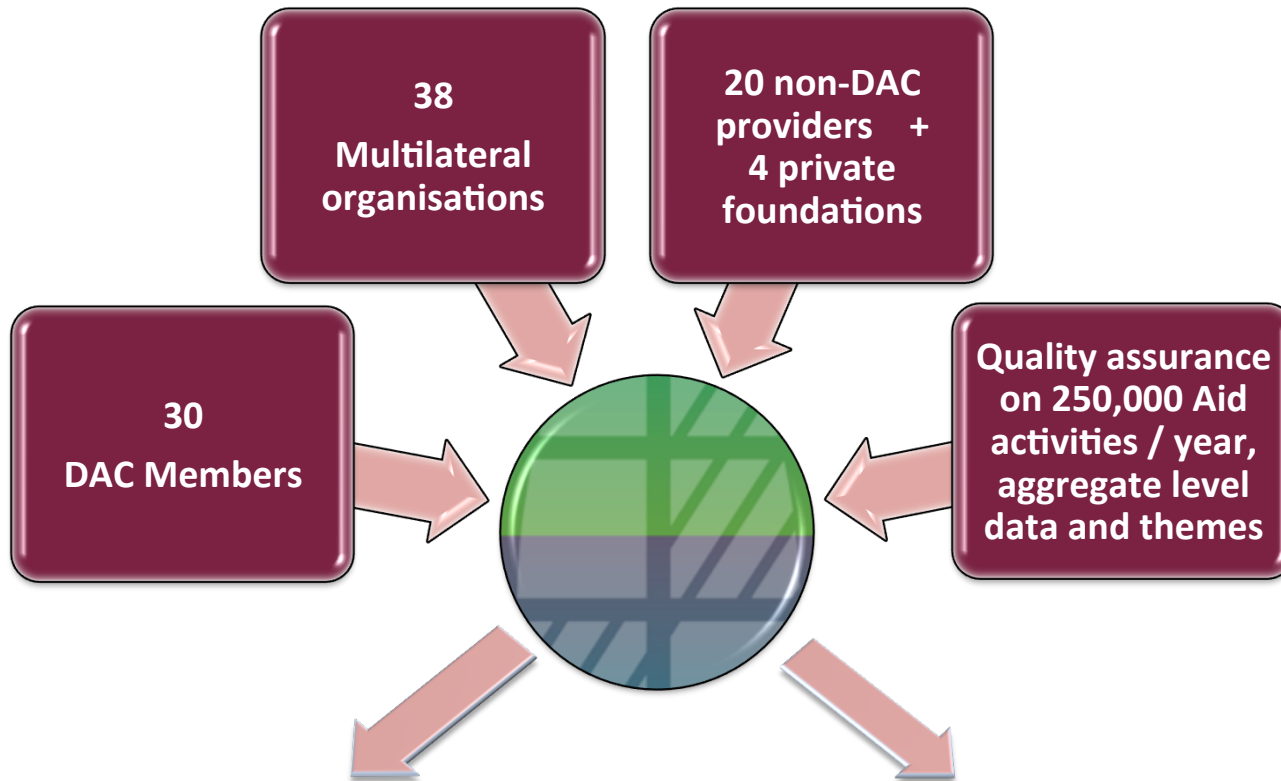 38
Multilateral
organisations
20 non-DAC
providers +
4 private
foundations
30
DAC Members
Quality assurance
on 250,000 Aid
activities / year,
aggregate level
data and themes